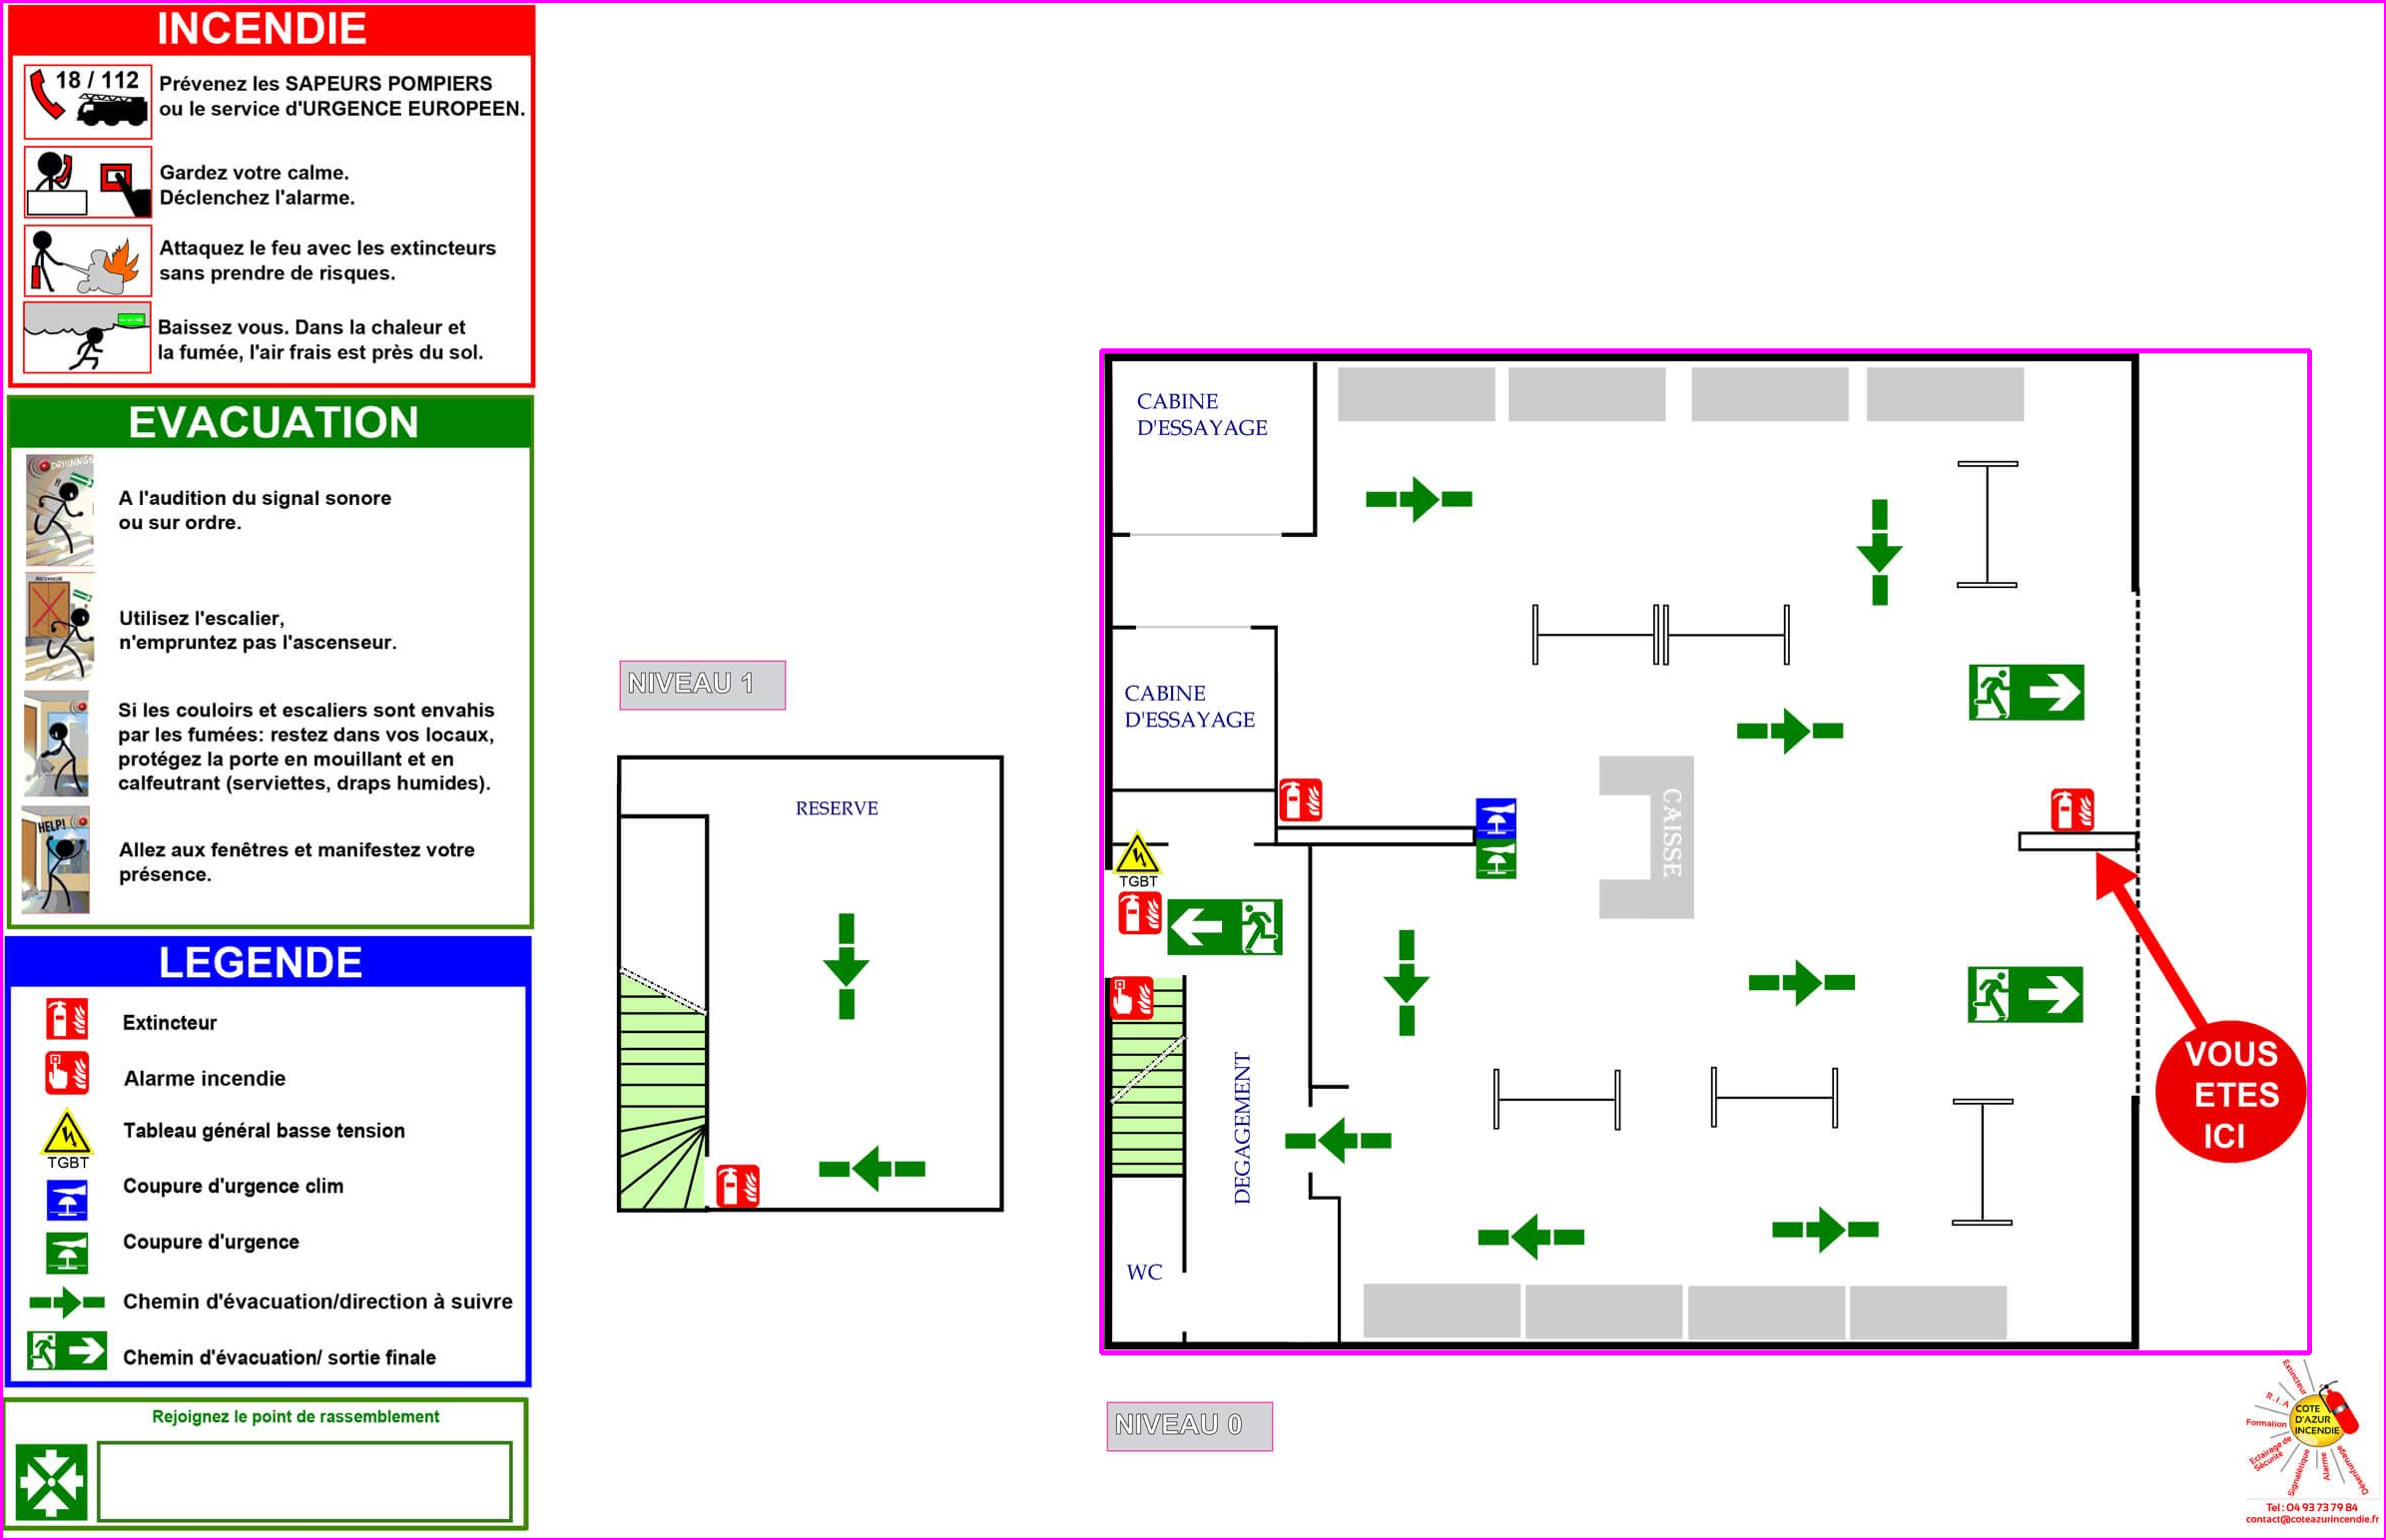 INCENDIE
18 / 112
Prévenez les SAPEURS POMPIERS
ou le service d'URGENCE EUROPEEN.
Gardez votre calme.
Déclenchez l'alarme.
Attaquez le feu avec les extincteurs
sans prendre de risques.
Baissez vous. Dans la chaleur et
la fumée, l'air frais est près du sol.
EVACUATION
A l'audition du signal sonore
ou sur ordre.
ASCENSEUR
Utilisez l'escalier,
n'empruntez pas l'ascenseur.
Si les couloirs et escaliers sont envahis
par les fumées: restez dans vos locaux,
protégez la porte en mouillant et en
calfeutrant (serviettes, draps humides).
HELP!
Allez aux fenêtres et manifestez votre
présence.
LEGENDE
Extincteur
Alarme incendie
Tableau général basse tension
TGBT
Coupure d'urgence clim
Coupure d'urgence
Chemin d'évacuation/direction à suivre
Chemin d'évacuation/ sortie finale
Rejoignez le point de rassemblement
NIVEAU 1
RESERVE
CABINE
D'ESSAYAGE
CABINE
D'ESSAYAGE
CAISSE
TGBT
DEGAGEMENT
WC
VOUS
ETES
ICI
NIVEAU 0
Extincteur
R.I.A
Formation
Eclairage de
Sécurité
Signalétique
Alarme
Désenfumage
COTE
D'AZUR
INCENDIE
Tel : 04 93 73 79 84
contact@coteazurincendie.fr